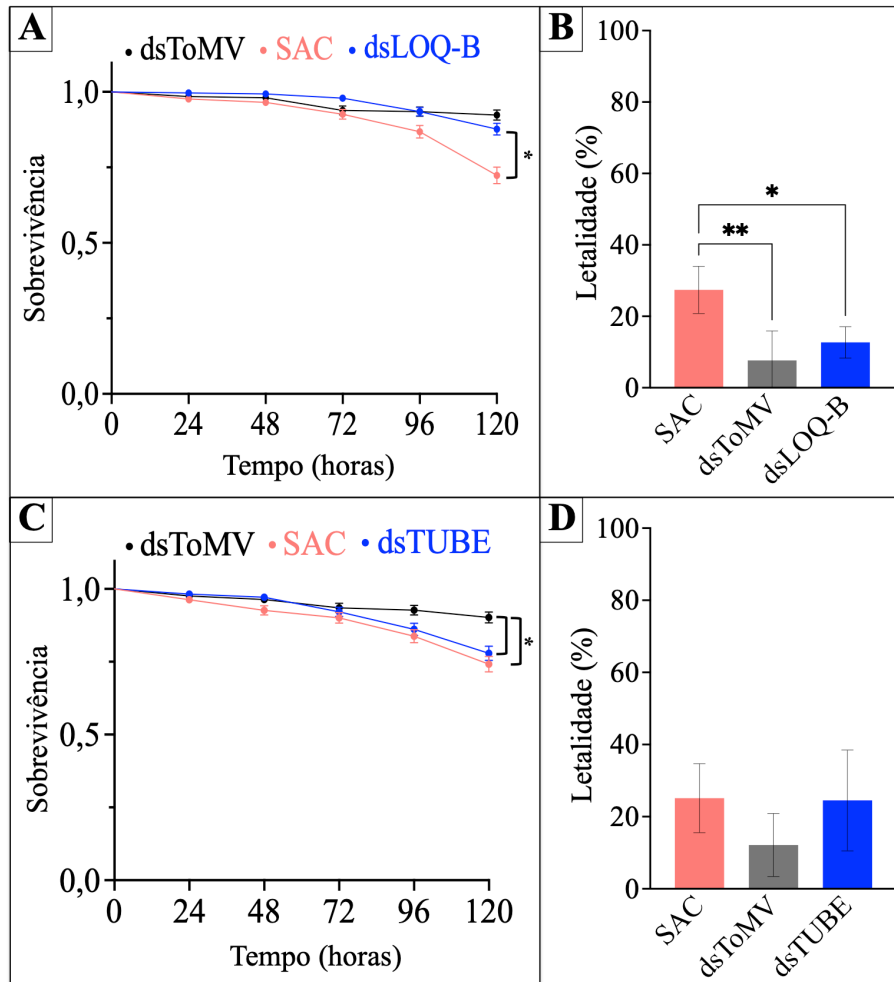 A
• dsToMV • SAC • dsLOQ-B
Sobrevivência
1,0
0,5
0,0
*
0 24 48 72 96 120
Tempo (horas)
B
Letalidade (%)
100
80
60
40
20
0
*
**
SAC dsToMV dsLOQ-B
C
• dsToMV • SAC • dsTUBE
Sobrevivência
1,0
0,5
0,0
*
0 24 48 72 96 120
Tempo (horas)
D
Letalidade (%)
100
80
60
40
20
0
SAC dsToMV dsTUBE